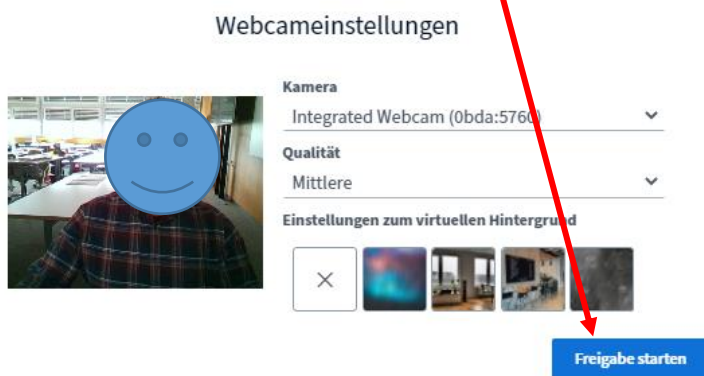 Webcameinstellungen
Kamera
Integrated Webcam (0bda:5760)
Qualität
Mittlere
Einstellungen zum virtuellen Hintergrund
Freigabe starten